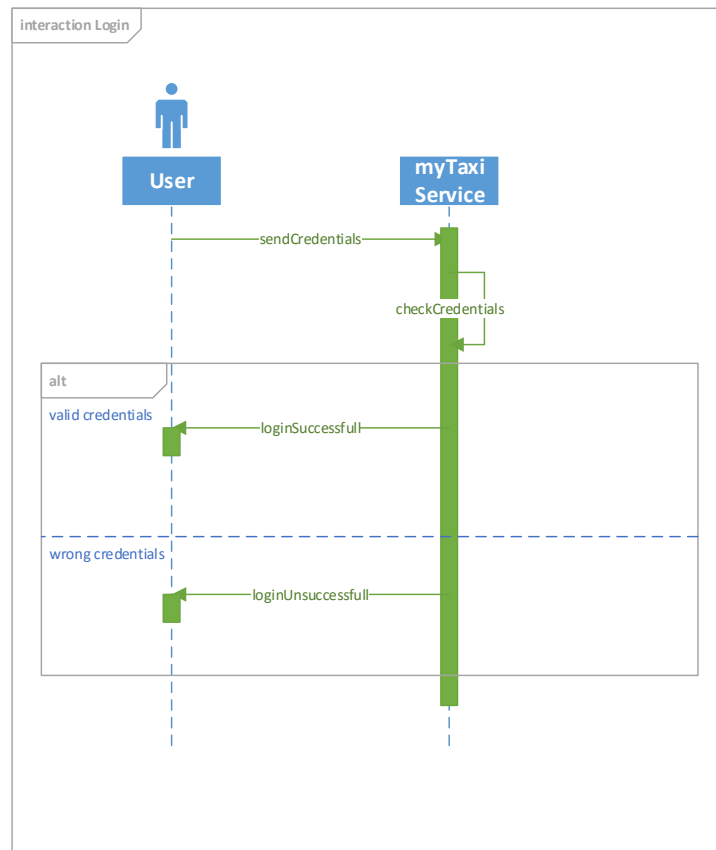 interaction Login
User
myTaxi
Service
sendCredentials
checkCredentials
alt
valid credentials
loginSuccessfull
wrong credentials
loginUnsuccessfull